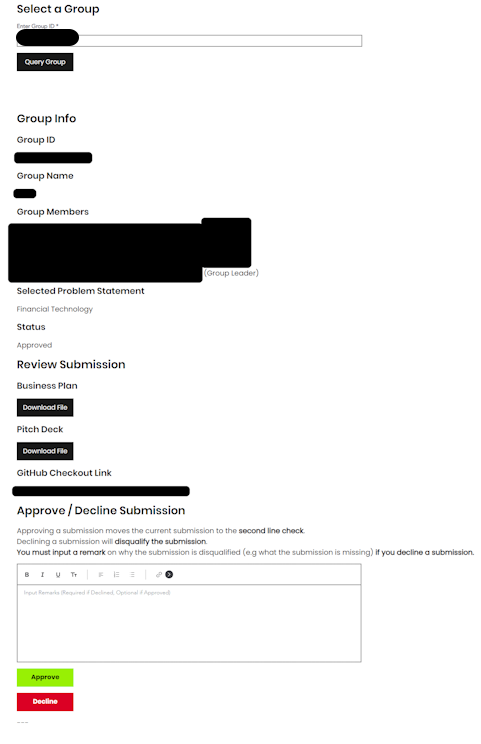 Select a Group
Enter Group ID *
Query Group
Group Info
Group ID
Group Name
Group Members
(Group Leader)
Selected Problem Statement
Financial Technology
Status
Approved
Review Submission
Business Plan
Download File
Pitch Deck
Download File
GitHub Checkout Link
Approve / Decline Submission
Approving a submission moves the current submission to the second line check.
Declining a submission will disqualify the submission.
You must input a remark on why the submission is disqualified (e.g what the submission is missing) if you decline a submission.
B I U Tт
Input Remarks (Required if Declined, Optional if Approved)
Approve
Decline
---